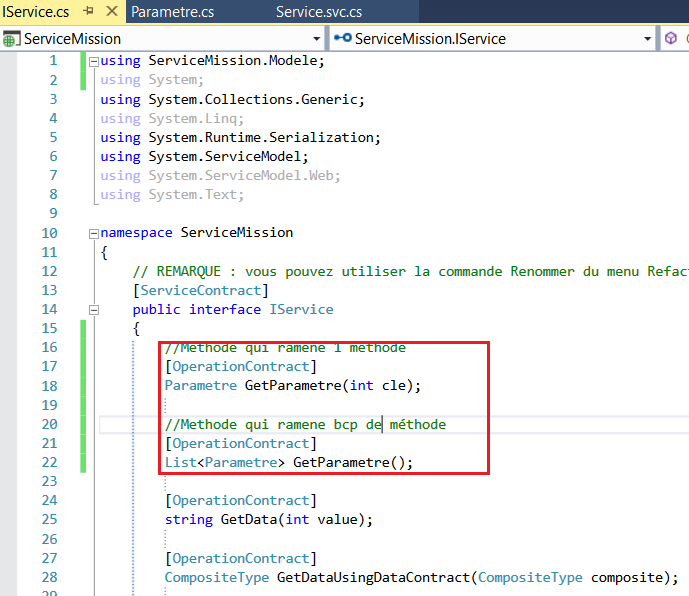 IService.cs Parametre.cs Service.svc.cs
ServiceMission ServiceMission.IService
1 using ServiceMission.Modele;
2 using System;
3 using System.Collections.Generic;
4 using System.Linq;
5 using System.Runtime.Serialization;
6 using System.ServiceModel;
7 using System.ServiceModel.Web;
8 using System.Text;
9
10 namespace ServiceMission
11 {
12 // REMARQUE : vous pouvez utiliser la commande Renommer du menu Refac
13 [ServiceContract]
14 public interface IService
15 {
16 //Methode qui ramene 1 methode
17 [OperationContract]
18 Parametre GetParametre(int cle);
19
20 //Methode qui ramene bcp de méthode
21 [OperationContract]
22 List<Parametre> GetParametre();
23
24 [OperationContract]
25 string GetData(int value);
26
27 [OperationContract]
28 CompositeType GetDataUsingDataContract(CompositeType composite);
29